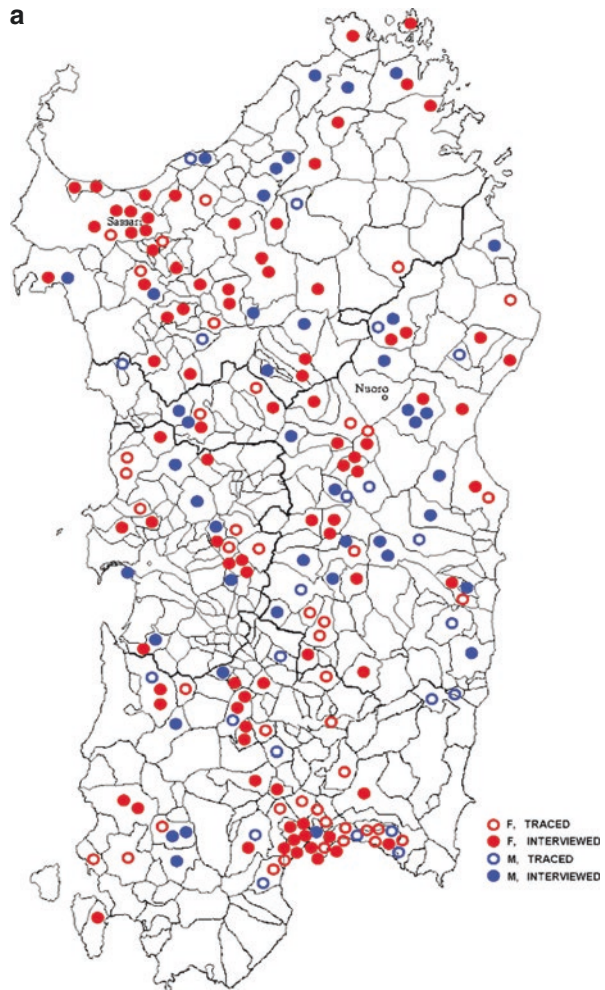 a
Sassari
Nuoro
F, TRACED
F, INTERVIEWED
M, TRACED
M, INTERVIEWED